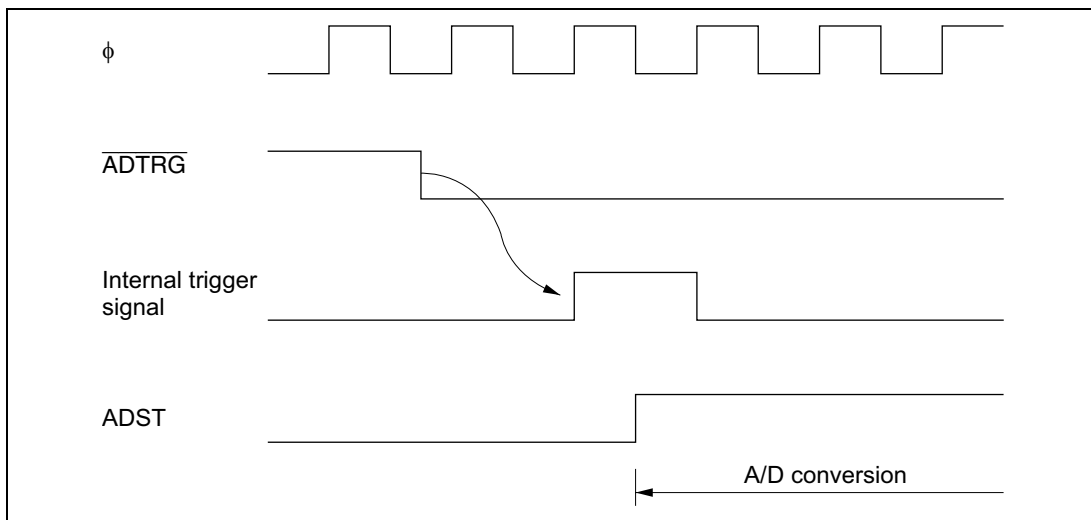 ϕ
ADTRG
Internal trigger
signal
ADST
A/D conversion